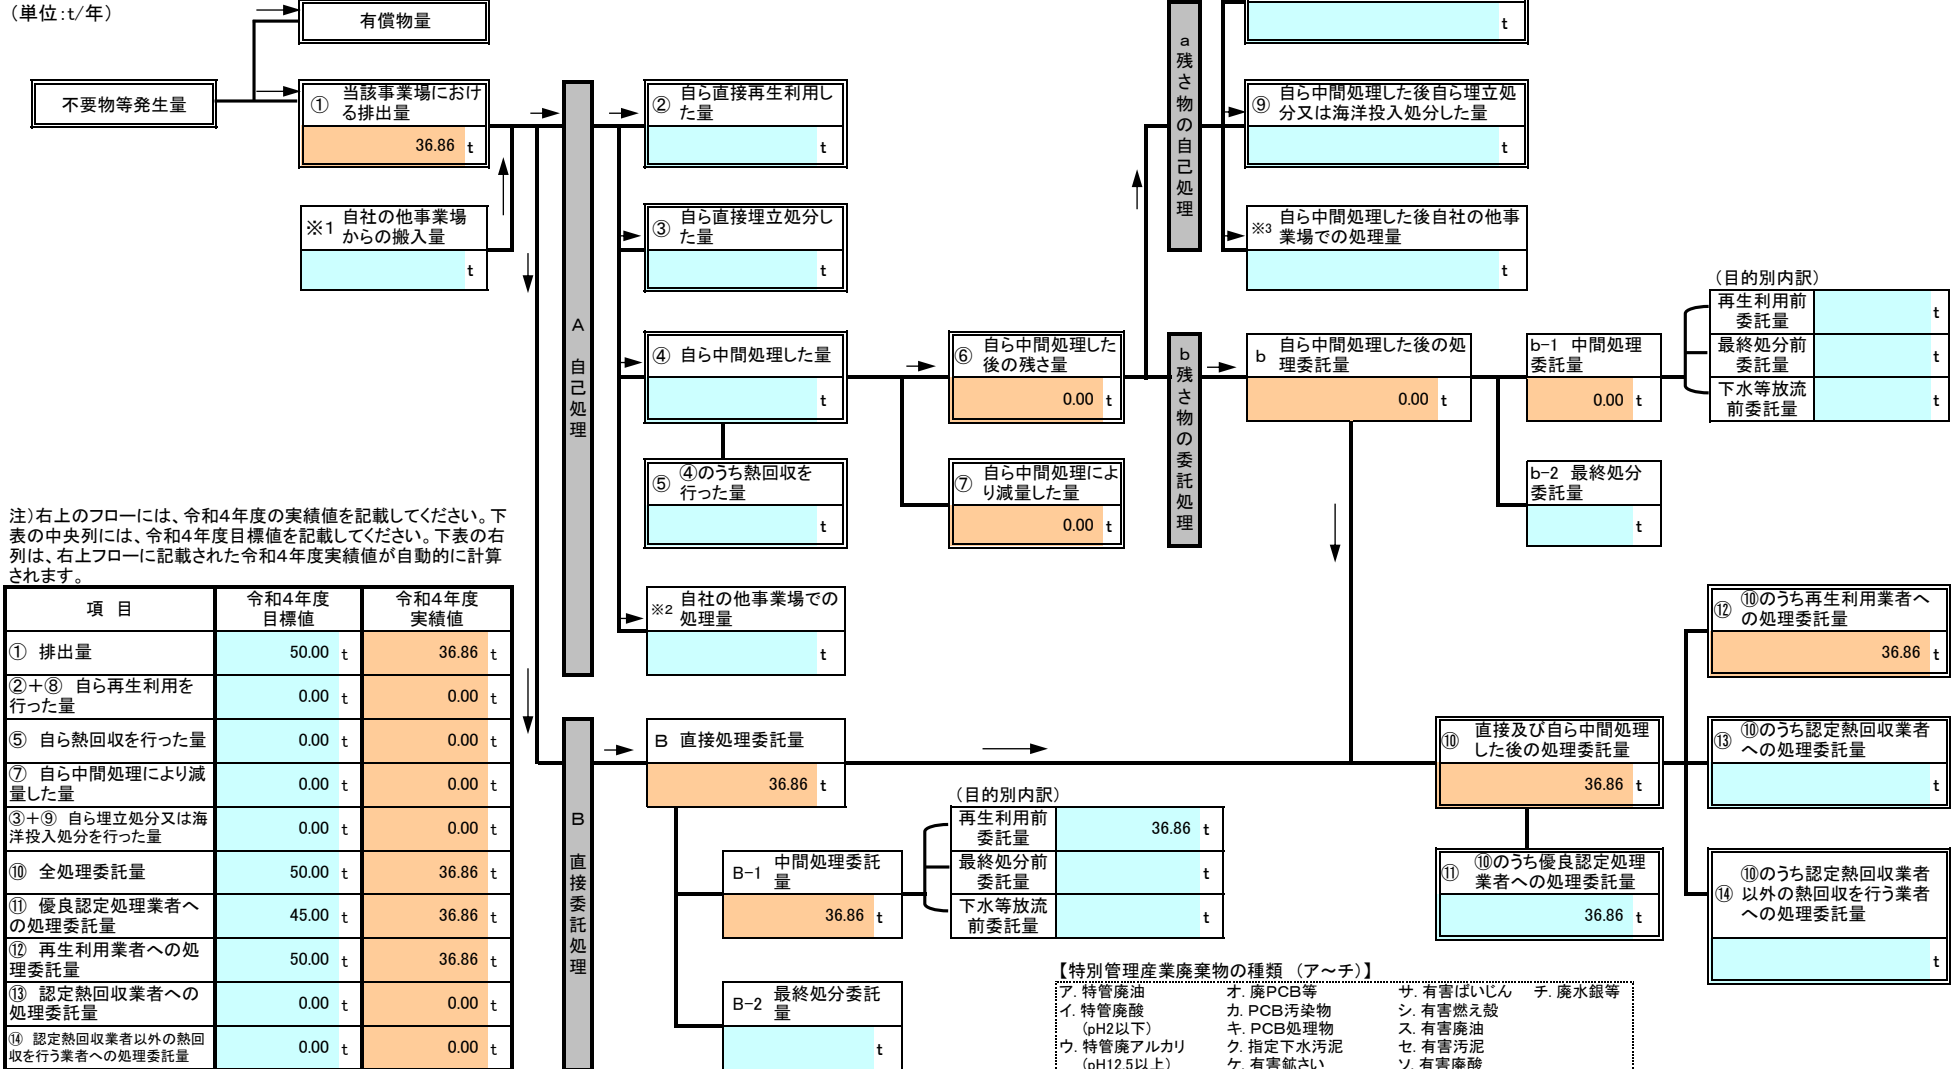 （単位:t/年）
有償物量
不要物等発生量
① 当該事業場におけ
る排出量
36.86 t
※1 自社の他事業場
からの搬入量
t
A 自己処理
② 自ら直接再生利用し
た量
t
③ 自ら直接埋立処分し
た量
t
④ 自ら中間処理した量
t
⑤ ④のうち熱回収を
行った量
t
※2 自社の他事業場での
処理量
t
⑥ 自ら中間処理した
後の残さ量
0.00 t
⑦ 自ら中間処理によ
り減量した量
0.00 t
a 残さ物の自己処理
t
⑨ 自ら中間処理した後自ら埋立処
分又は海洋投入処分した量
t
※3 自ら中間処理した後自社の他事
業場での処理量
t
b 残さ物の委託処理
b 自ら中間処理した後の処
理委託量
0.00 t
b-1 中間処理
委託量
0.00 t
b-2 最終処分
委託量
t
（目的別内訳）
再生利用前
委託量
t
最終処分前
委託量
t
下水等放流
前委託量
t
注）右上のフローには、令和4年度の実績値を記載してください。下
表の中央列には、令和4年度目標値を記載してください。下表の右
列は、右上フローに記載された令和4年度実績値が自動的に計算
されます。
項 目 令和4年度
目標値 令和4年度
実績値
① 排出量 50.00 t 36.86 t
②＋⑧ 自ら再生利用を
行った量 0.00 t 0.00 t
⑤ 自ら熱回収を行った量 0.00 t 0.00 t
⑦ 自ら中間処理により減
量した量 0.00 t 0.00 t
③＋⑨ 自ら埋立処分又は海
洋投入処分を行った量 0.00 t 0.00 t
⑩ 全処理委託量 50.00 t 36.86 t
⑪ 優良認定処理業者へ
の処理委託量 45.00 t 36.86 t
⑫ 再生利用業者への処
理委託量 50.00 t 36.86 t
⑬ 認定熱回収業者への
処理委託量 0.00 t 0.00 t
⑭ 認定熱回収業者以外の熱回
収を行う業者への処理委託量 0.00 t 0.00 t
B 直接委託処理
B 直接処理委託量
36.86 t
B-1 中間処理委託
量
36.86 t
B-2 最終処分委託
量
t
（目的別内訳）
再生利用前
委託量
36.86 t
最終処分前
委託量
t
下水等放流
前委託量
t
⑩ 直接及び自ら中間処理
した後の処理委託量
36.86 t
⑪ ⑩のうち優良認定処理
業者への処理委託量
36.86 t
⑫ ⑩のうち再生利用業者へ
の処理委託量
36.86 t
⑬ ⑩のうち認定熱回収業者
への処理委託量
t
⑭ ⑩のうち認定熱回収業者
以外の熱回収を行う業者
への処理委託量
t
【特別管理産業廃棄物の種類 （ア～チ）】
ア. 特管廃油 オ. 廃PCB等 サ. 有害ばいじん チ. 廃水銀等
イ. 特管廃酸 カ. PCB汚染物 シ. 有害燃え殻
（pH2以下） キ. PCB処理物 ス. 有害廃油
ウ. 特管廃アルカリ ク. 指定下水汚泥 セ. 有害汚泥
（pH12.5以上） ケ. 有害鉱さい ソ. 有害廃酸